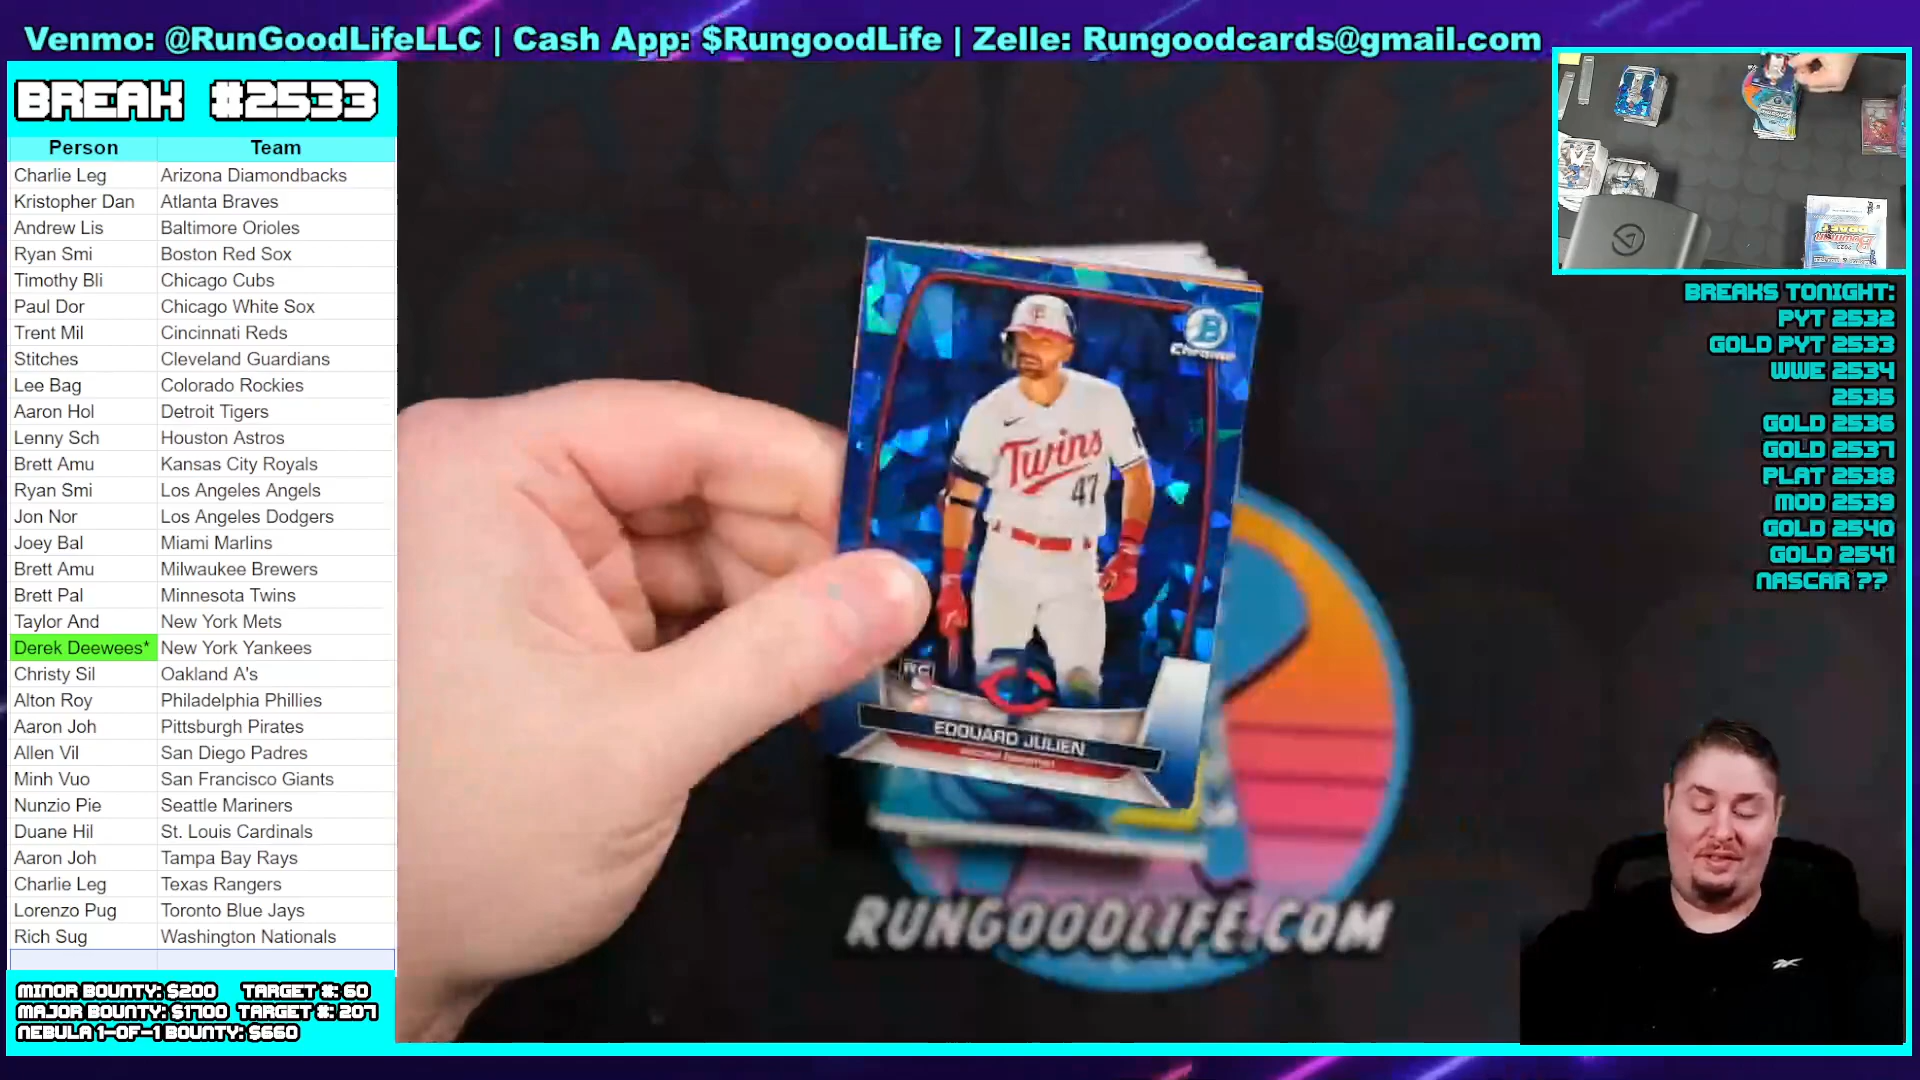 Venmo: @RunGoodLifeLLC | Cash App: $RungoodLife | Zelle: Rungoodcards@gmail.com
BREAK #2533
Person Team
Charlie Leg Arizona Diamondbacks
Kristopher Dan Atlanta Braves
Andrew Lis Baltimore Orioles
Ryan Smi Boston Red Sox
Timothy Bli Chicago Cubs
Paul Dor Chicago White Sox
Trent Mil Cincinnati Reds
Stitches Cleveland Guardians
Lee Bag Colorado Rockies
Aaron Hol Detroit Tigers
Lenny Sch Houston Astros
Brett Amu Kansas City Royals
Ryan Smi Los Angeles Angels
Jon Nor Los Angeles Dodgers
Joey Bal Miami Marlins
Brett Amu Milwaukee Brewers
Brett Pal Minnesota Twins
Taylor And New York Mets
Derek Deewees* New York Yankees
Christy Sil Oakland A's
Alton Roy Philadelphia Phillies
Aaron Joh Pittsburgh Pirates
Allen Vil San Diego Padres
Minh Vuo San Francisco Giants
Nunzio Pie Seattle Mariners
Duane Hil St. Louis Cardinals
Aaron Joh Tampa Bay Rays
Charlie Leg Texas Rangers
Lorenzo Pug Toronto Blue Jays
Rich Sug Washington Nationals
MINOR BOUNTY: $200 TARGET #: 60
MAJOR BOUNTY: $1700 TARGET #: 207
NEBULA 1-OF-1 BOUNTY: $660
B
Chrome
Twins
47
RC
EDOUARD JULIEN
RUNGOODLIFE.COM
Bowman
DRAFT
BREAKS TONIGHT:
PYT 2532
GOLD PYT 2533
WWE 2534
2535
GOLD 2536
GOLD 2537
PLAT 2538
MOD 2539
GOLD 2540
GOLD 2541
NASCAR ??